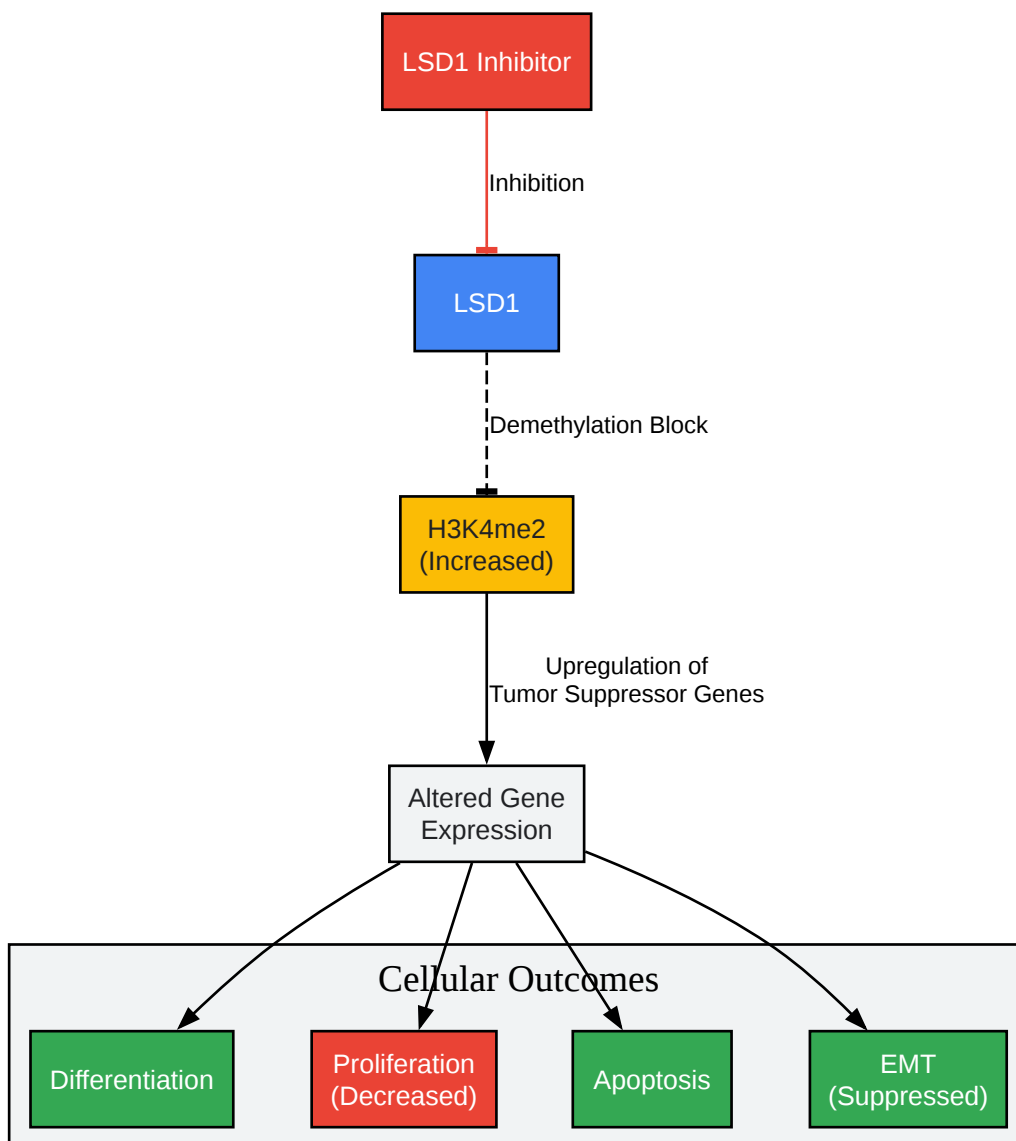 LSD1 Inhibitor
Inhibition
LSD1
Demethylation Block
H3K4me2
(Increased)
Upregulation of
Tumor Suppressor Genes
Altered Gene
Expression
Cellular Outcomes
Differentiation
Proliferation
(Decreased)
Apoptosis
EMT
(Suppressed)